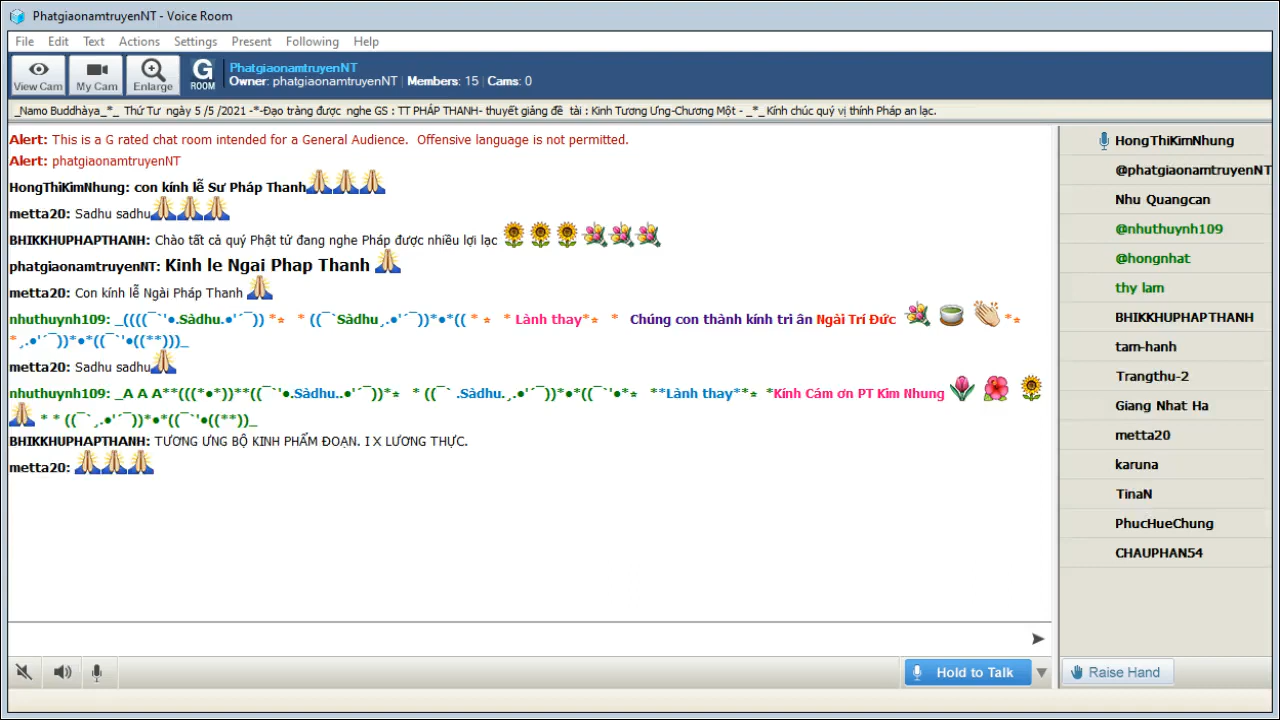 PhatgiaonamtruyenNT - Voice Room
File Edit Text Actions Settings Present Following Help
View Cam My Cam Enlarge G ROOM
PhatgiaonamtruyenNT
Owner: phatgiaonamtruyenNT | Members: 15 | Cams: 0
_Namo Buddhàya_*_ Thứ Tư ngày 5 /5 /2021 -*-Đạo tràng được nghe GS : TT PHÁP THANH- thuyết giảng đề tài : Kinh Tương Ưng-Chương Một - _*_ Kính chúc quý vị thính Pháp an lạc.
Alert: This is a G rated chat room intended for a General Audience. Offensive language is not permitted.
Alert: phatgiaonamtruyenNT
HongThiKimNhung: con kính lễ Sư Pháp Thanh🙏🙏🙏
metta20: Sadhu sadhu🙏🙏🙏
BHIKKHUPHAPTHANH: Chào tất cả quý Phật tử đang nghe Pháp được nhiều lợi lạc 🌻🌻🌻💐💐💐
phatgiaonamtruyenNT: Kinh le Ngai Phap Thanh 🙏
metta20: Con kính lễ Ngài Pháp Thanh 🙏
nhuthuynh109: _((((¯`'•.Sàdhu.•'´¯)) *⭐ * ((¯`Sàdhu¸.•'´¯))*•*(( * ⭐ * Lành thay*⭐ * Chúng con thành kính tri ân Ngài Trí Đức 💐 🍵 👏 *⭐
*¸.•'´¯))*•*((¯`'•((**)))_
metta20: Sadhu sadhu🙏
nhuthuynh109: _A A A**(((*•*))**((¯`'•.Sàdhu..•'´¯))*⭐ * ((¯` .Sàdhu.¸.•'´¯))*•*((¯`'•*⭐ **Lành thay**⭐ *Kính Cám ơn PT Kim Nhung 🌷 🌺 🌻
🙏 * * ((¯`¸.•'´¯))*•*((¯`'•((**))_
BHIKKHUPHAPTHANH: TƯƠNG ƯNG BỘ KINH PHẨM ĐOẠN. I X LƯƠNG THỰC.
metta20: 🙏🙏🙏
HongThiKimNhung
@phatgiaonamtruyenNT
Nhu Quangcan
@nhuthuynh109
@hongnhat
thy lam
BHIKKHUPHAPTHANH
tam-hanh
Trangthu-2
Giang Nhat Ha
metta20
karuna
TinaN
PhucHueChung
CHAUPHAN54
Hold to Talk
Raise Hand